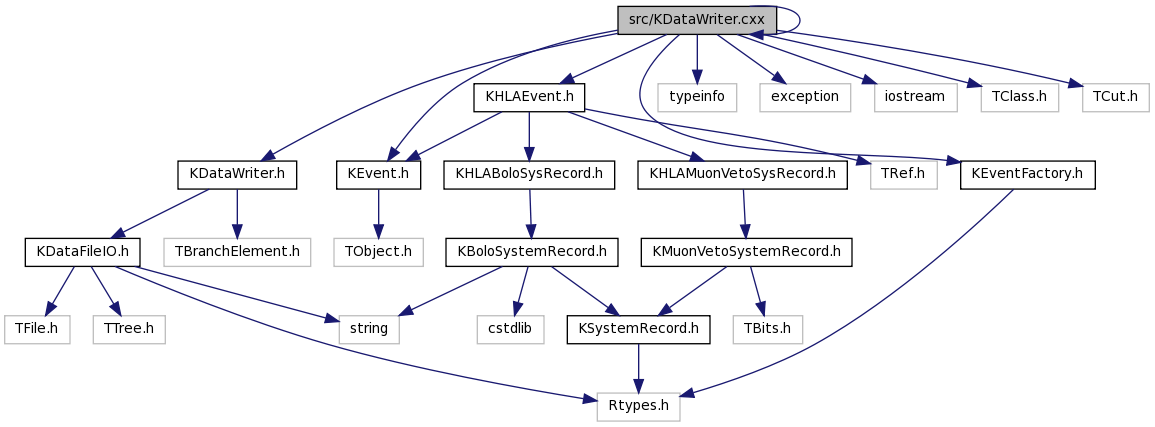 src/KDataWriter.cxx
KHLAEvent.h
typeinfo
exception
iostream
TClass.h
TCut.h
KDataWriter.h
KEvent.h
KHLABoloSysRecord.h
KHLAMuonVetoSysRecord.h
TRef.h
KEventFactory.h
KDataFileIO.h
TBranchElement.h
TObject.h
KBoloSystemRecord.h
KMuonVetoSystemRecord.h
TFile.h
TTree.h
string
cstdlib
KSystemRecord.h
TBits.h
Rtypes.h